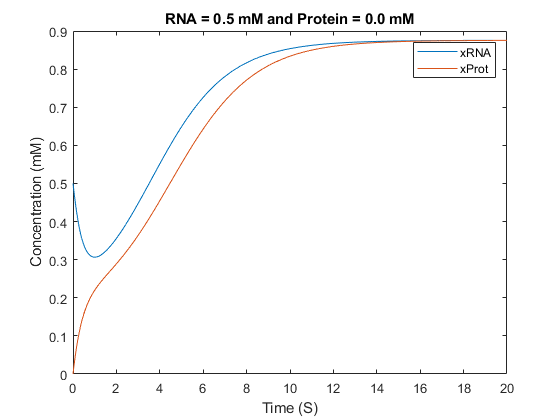 RNA = 0.5 mM and Protein = 0.0 mM
0.9
0.8
0.7
0.6
0.5
0.4
0.3
0.2
0.1
0
Concentration (mM)
xRNA
xProt
0 2 4 6 8 10 12 14 16 18 20
Time (S)